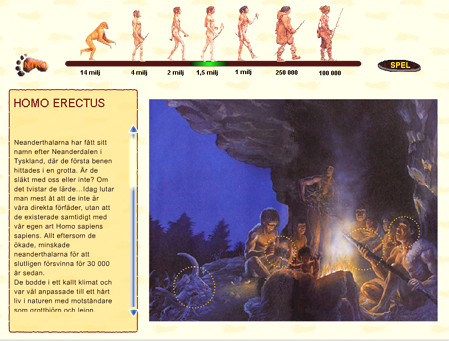 SPEL
14 milj 4 milj 2 milj 1,5 milj 1 milj 250 000 100 000
HOMO ERECTUS
Neanderthalarna har fått sitt
namn efter Neanderdalen i
Tyskland, där de första benen
hittades i en grotta. Är de
släkt med oss eller inte? Om
det tvistar de lärde...Idag lutar
man mest åt att de inte är
våra direkta förfäder, utan att
de existerade samtidigt med
vår egen art Homo sapiens
sapiens. Allt eftersom de
ökade, minskade
neanderthalarna för att
slutligen försvinna för 30 000
år sedan.
De bodde i ett kallt klimat och
var väl anpassade till ett hårt
liv i naturen med motståndare
som grottbjörn och lejon